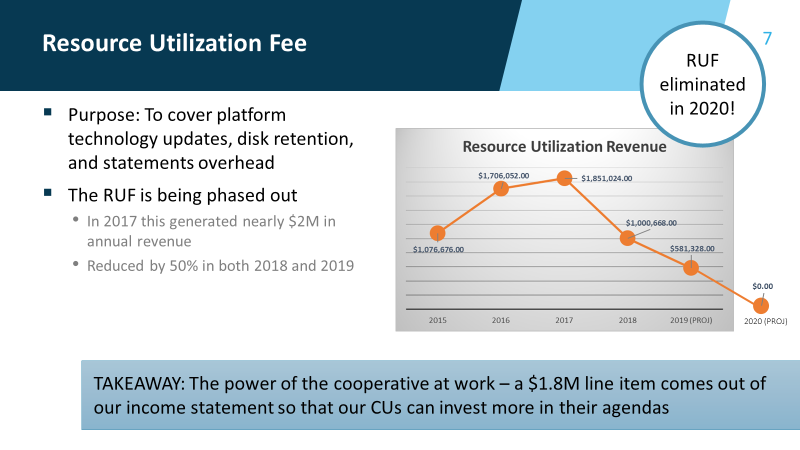 Resource Utilization Fee
7
RUF
eliminated
in 2020!
▪ Purpose: To cover platform
technology updates, disk retention,
and statements overhead
▪ The RUF is being phased out
• In 2017 this generated nearly $2M in
annual revenue
• Reduced by 50% in both 2018 and 2019
Resource Utilization Revenue
$1,076,676.00
$1,706,052.00
$1,851,024.00
$1,000,668.00
$581,328.00
$0.00
2015
2016
2017
2018
2019 (PROJ)
2020 (PROJ)
TAKEAWAY: The power of the cooperative at work – a $1.8M line item comes out of
our income statement so that our CUs can invest more in their agendas